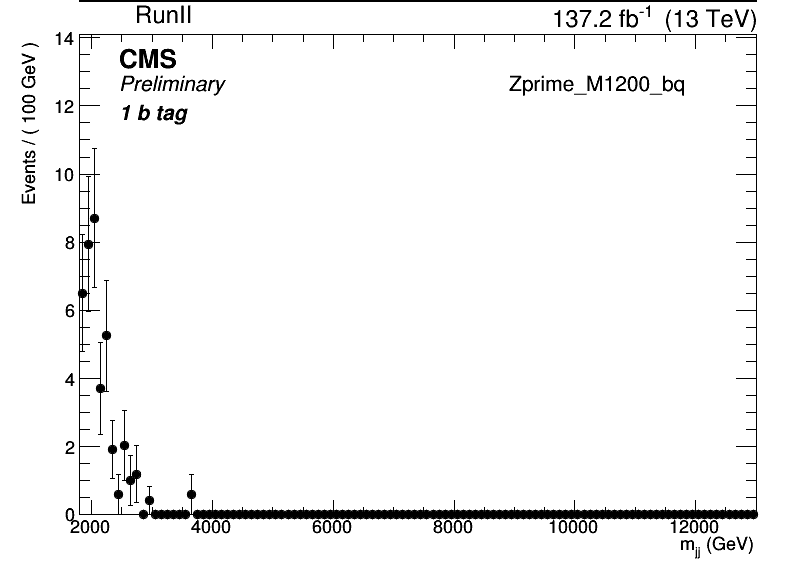 RunII
137.2 fb⁻¹ (13 TeV)
CMS
Preliminary
1 b tag
Zprime_M1200_bq
Events / ( 100 GeV )
14
12
10
8
6
4
2
0
2000 4000 6000 8000 10000 12000
m_jj (GeV)